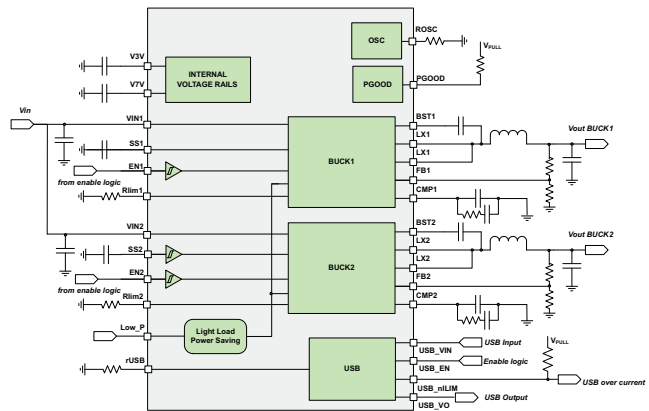 ROSC
OSC
V_PULL
V3V
INTERNAL
VOLTAGE RAILS
PGOOD
PGOOD
V7V
Vin
VIN1
BST1
LX1
Vout BUCK1
SS1
BUCK1
LX1
EN1
FB1
from enable logic
Rlim1
CMP1
VIN2
BST2
LX2
Vout BUCK2
SS2
BUCK2
LX2
EN2
FB2
from enable logic
Rlim2
CMP2
Low_P
Light Load
Power Saving
USB Input
V_PULL
USB_VIN
Enable logic
rUSB
USB
USB_EN
USB over current
USB_nILIM
USB Output
USB_VO